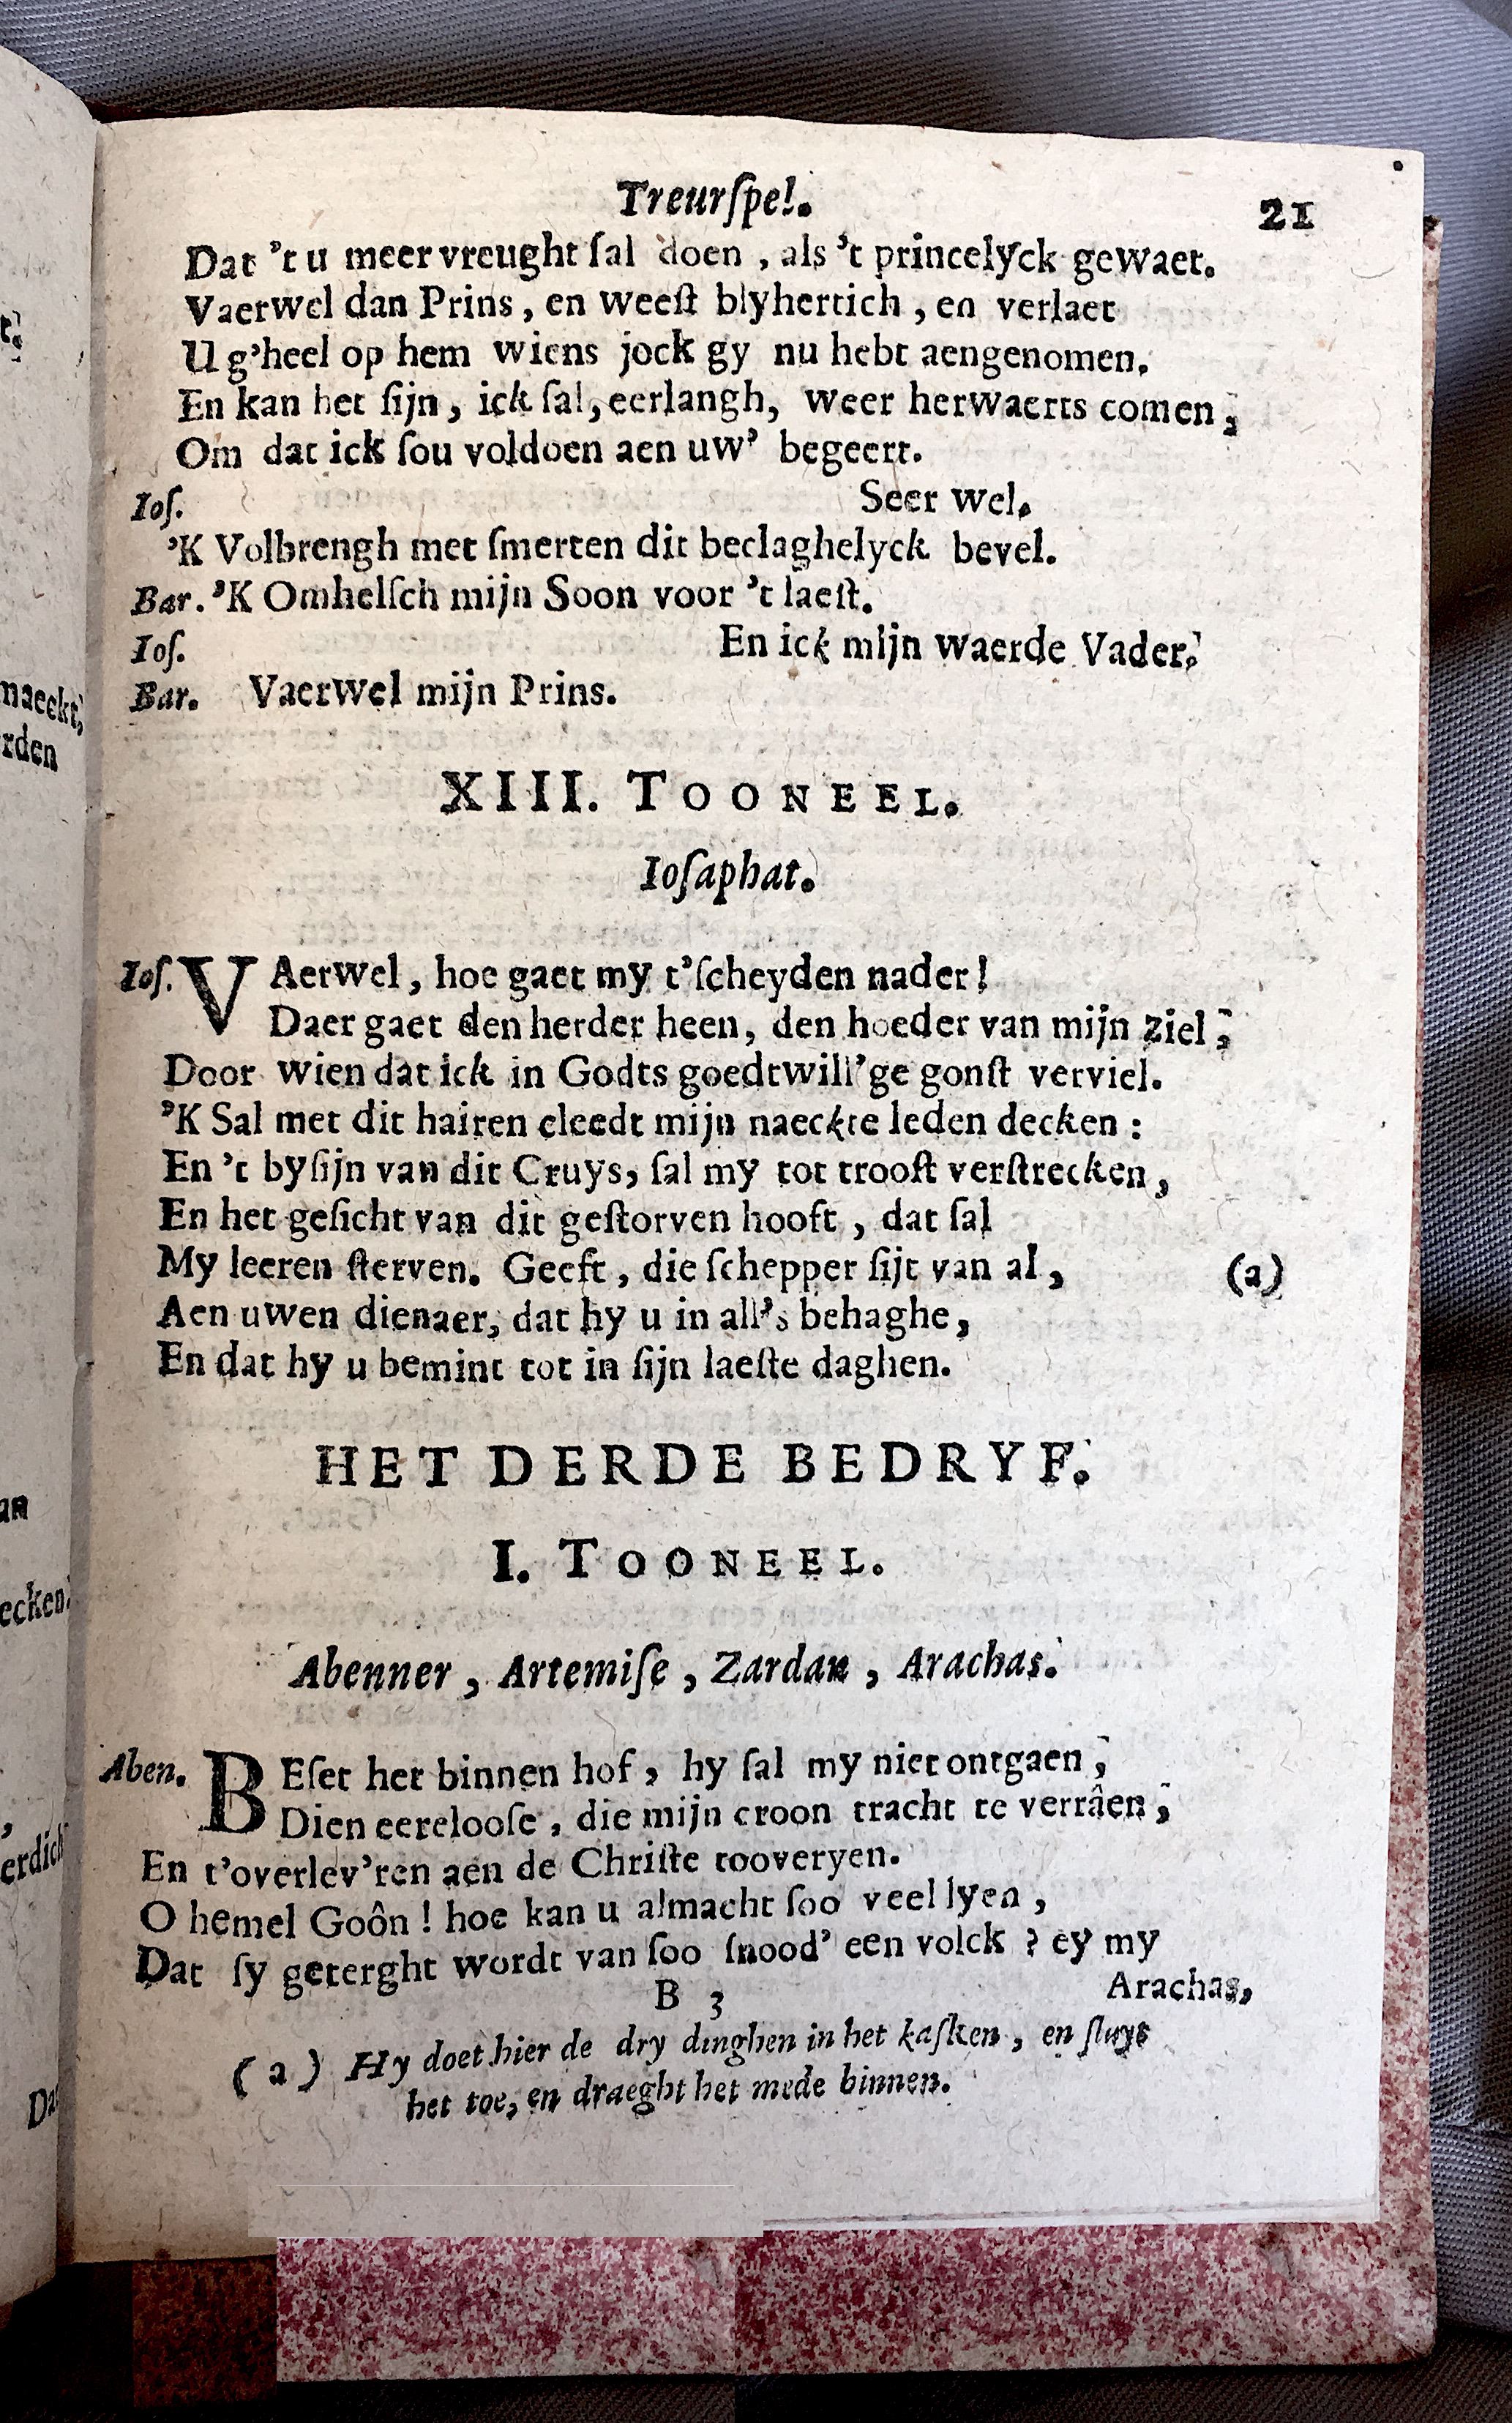 Treurſpel.
21
Dat 't u meer vreught ſal doen, als 't princelyck gewaet.
Vaerwel dan Prins, en weeſt blyhertich, en verlaet
U g'heel op hem wiens jock gy nu hebt aengenomen.
En kan het ſijn, ick ſal, eerlangh, weer herwaerts comen,
Om dat ick ſou voldoen aen uw' begeert.
Ioſ. Seer wel.
'K Volbrengh met ſmerten dit beclaghelyck bevel.
Bar. 'K Omhelſch mijn Soon voor 't laeſt.
Ioſ. En ick mijn waerde Vader.
Bar. Vaerwel mijn Prins.
XIII. TOONEEL.
Ioſaphat.
Ioſ. VAerwel, hoe gaet my t'ſcheyden nader!
Daer gaet den herder heen, den hoeder van mijn ziel,
Door wien dat ick in Godts goedtwill'ge gonſt verviel.
'K Sal met dit hairen cleedt mijn naeckte leden decken:
En 't byſijn van dit Cruys, ſal my tot trooſt verſtrecken,
En het geſicht van dit geſtorven hooft, dat ſal
My leeren ſterven. Geeft, die ſchepper ſijt van al, (a)
Aen uwen dienaer, dat hy u in all's behaghe,
En dat hy u bemint tot in ſijn laeſte daghen.
HET DERDE BEDRYF.
I. TOONEEL.
Abenner, Artemiſe, Zardan, Arachas.
Aben. BEſet het binnen hof, hy ſal my niet ontgaen,
Dien eerelooſe, die mijn croon tracht te verrâen,
En t'overlev'ren aen de Chriſte tooveryen.
O hemel Goôn! hoe kan u almacht ſoo veel lyen,
Dat ſy geterght wordt van ſoo ſnood' een volck? ey my
B 3
Arachas,
(a) Hy doet hier de dry dinghen in het kaſken, en ſluyt
het toe, en draeght het mede binnen.